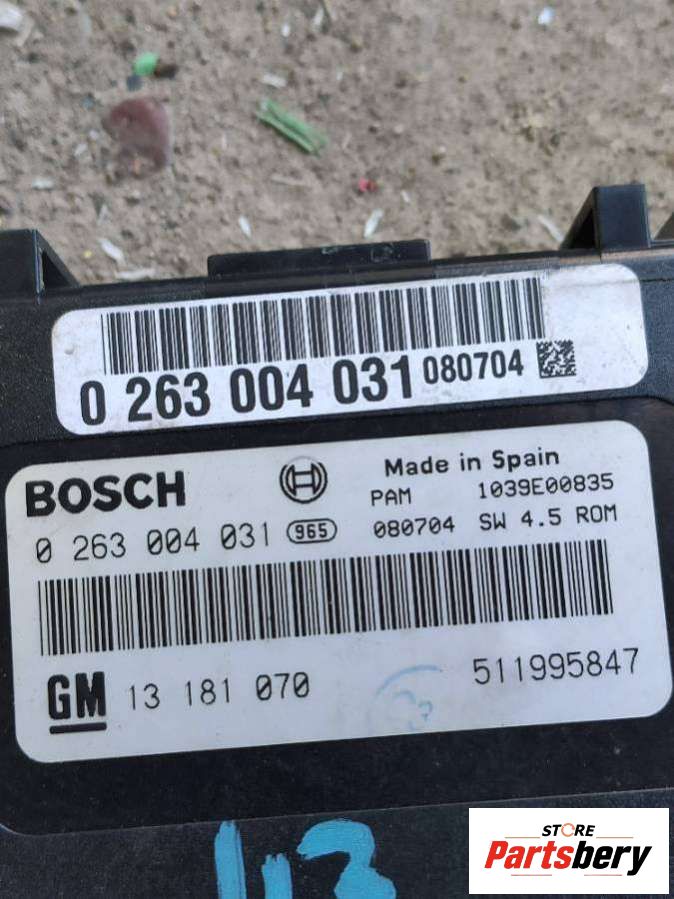 0 263 004 031 080704
BOSCH
Made in Spain
PAM 1039E00835
0 263 004 031 965 080704 SW 4.5 ROM
GM 13 181 070 511995847
113
STORE
Partsbery